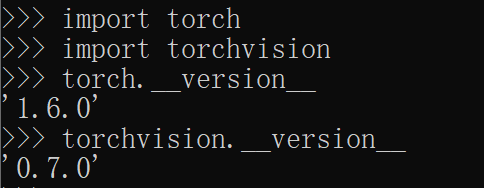 >>> import torch
>>> import torchvision
>>> torch.__version__
'1.6.0'
>>> torchvision.__version__
'0.7.0'